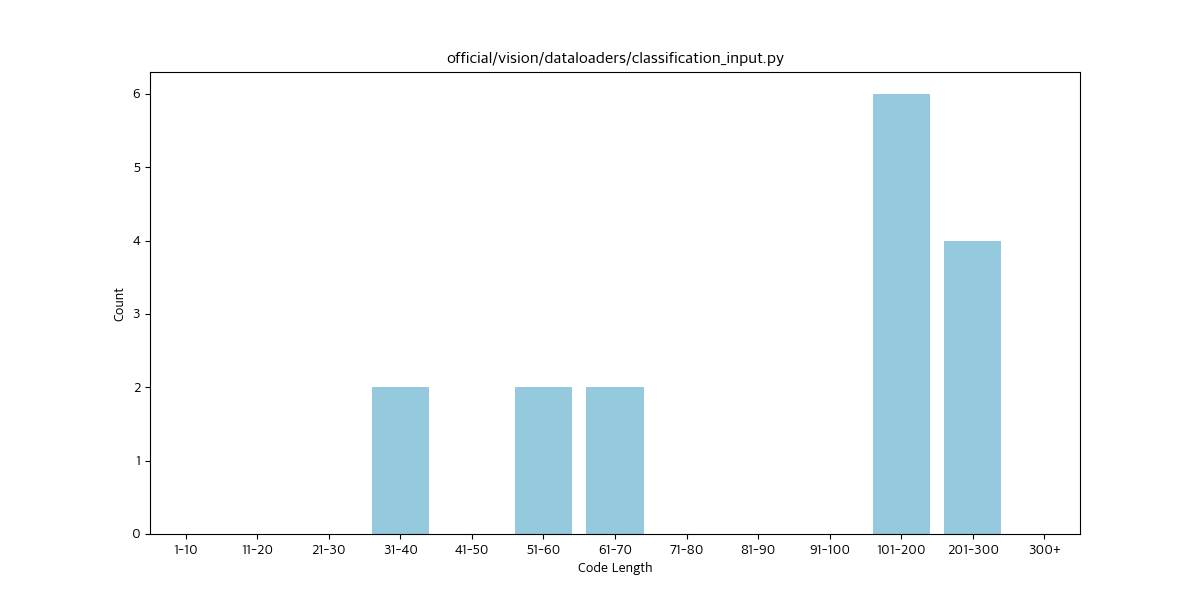 official/vision/dataloaders/classification_input.py
6
5
4
3
2
1
0
Count
1-10 11-20 21-30 31-40 41-50 51-60 61-70 71-80 81-90 91-100 101-200 201-300 300+
Code Length